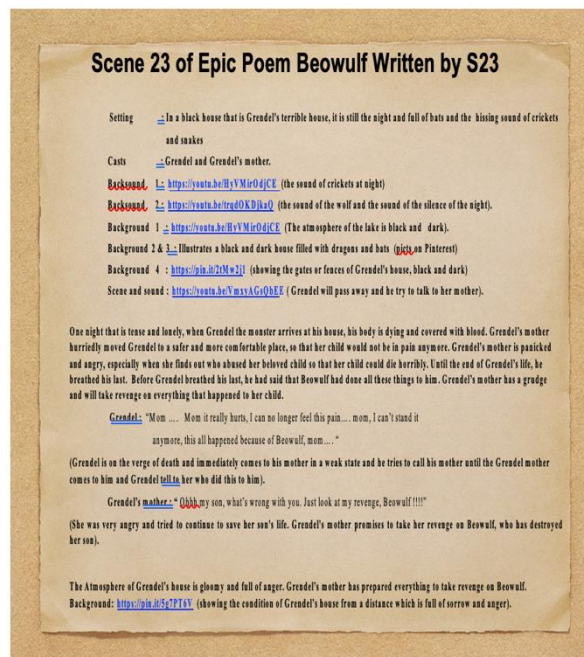 Scene 23 of Epic Poem Beowulf Written by S23
Setting : In a black house that is Grendel's terrible house, it is still the night and full of bats and the hissing sound of crickets
and snakes
Casts : Grendel and Grendel's mother.
Backsound 1 : https://youtu.be/HyVMirOdjCE (the sound of crickets at night)
Backsound 2 : https://youtu.be/trqdOKDjkaQ (the sound of the wolf and the sound of the silence of the night).
Background 1 : https://youtu.be/HyVMirOdjCE (The atmosphere of the lake is black and dark).
Background 2 & 3 : Illustrates a black and dark house filled with dragons and bats (picts on Pinterest)
Background 4 : https://pin.it/2tMw2j1 (showing the gates or fences of Grendel's house, black and dark)
Scene and sound : https://youtu.be/VmxyAGsQbEE ( Grendel will pass away and he try to talk to her mother).
One night that is tense and lonely, when Grendel the monster arrives at his house, his body is dying and covered with blood. Grendel's mother
hurriedly moved Grendel to a safer and more comfortable place, so that her child would not be in pain anymore. Grendel's mother is panicked
and angry, especially when she finds out who abused her beloved child so that her child could die horribly. Until the end of Grendel's life, he
breathed his last. Before Grendel breathed his last, he had said that Beowulf had done all these things to him. Grendel's mother has a grudge
and will take revenge on everything that happened to her child.
Grendel : "Mom .... Mom it really hurts, I can no longer feel this pain.... mom, I can't stand it
anymore, this all happened because of Beowulf, mom.... "
(Grendel is on the verge of death and immediately comes to his mother in a weak state and he tries to call his mother until the Grendel mother
comes to him and Grendel tell to her who did this to him).
Grendel's mother : " Ohhh my son, what's wrong with you. Just look at my revenge, Beowulf !!!!"
(She was very angry and tried to continue to save her son's life. Grendel's mother promises to take her revenge on Beowulf, who has destroyed
her son).
The Atmosphere of Grendel's house is gloomy and full of anger. Grendel's mother has prepared everything to take revenge on Beowulf.
Background: https://pin.it/5g7PT6V (showing the condition of Grendel's house from a distance which is full of sorrow and anger).